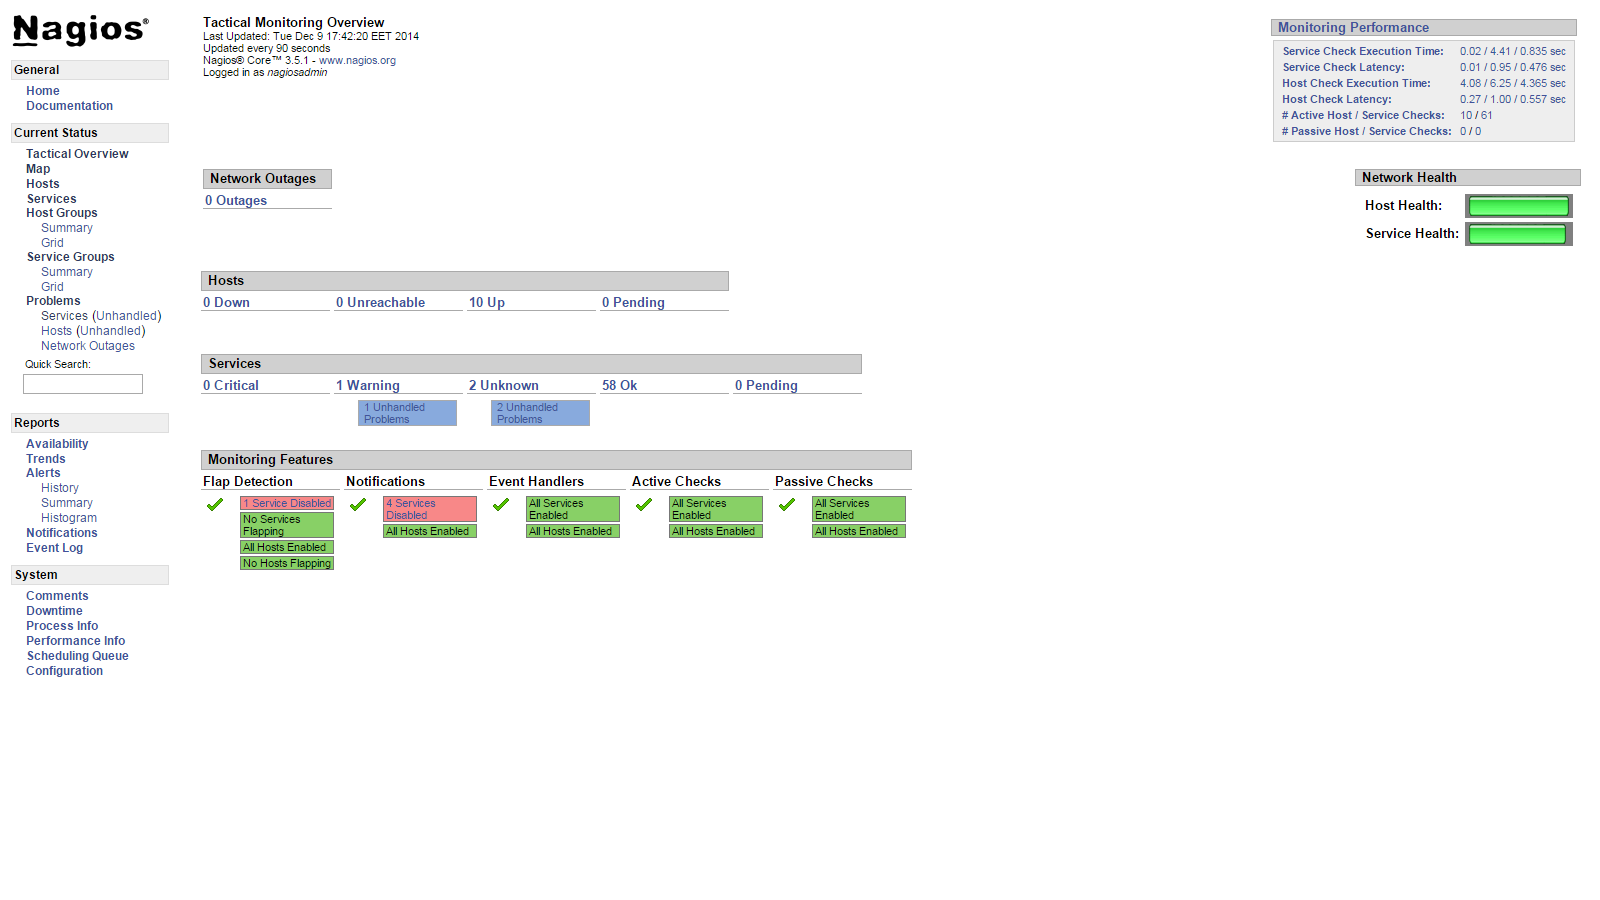 Nagios®
General
Home
Documentation
Current Status
Tactical Overview
Map
Hosts
Services
Host Groups
Summary
Grid
Service Groups
Summary
Grid
Problems
Services (Unhandled)
Hosts (Unhandled)
Network Outages
Quick Search:
Reports
Availability
Trends
Alerts
History
Summary
Histogram
Notifications
Event Log
System
Comments
Downtime
Process Info
Performance Info
Scheduling Queue
Configuration
Tactical Monitoring Overview
Last Updated: Tue Dec 9 17:42:20 EET 2014
Updated every 90 seconds
Nagios® Core™ 3.5.1 - www.nagios.org
Logged in as nagiosadmin
Monitoring Performance
Service Check Execution Time: 0.02 / 4.41 / 0.835 sec
Service Check Latency: 0.01 / 0.95 / 0.476 sec
Host Check Execution Time: 4.08 / 6.25 / 4.365 sec
Host Check Latency: 0.27 / 1.00 / 0.557 sec
# Active Host / Service Checks: 10 / 61
# Passive Host / Service Checks: 0 / 0
Network Outages
0 Outages
Network Health
Host Health:
Service Health:
Hosts
0 Down 0 Unreachable 10 Up 0 Pending
Services
0 Critical 1 Warning 2 Unknown 58 Ok 0 Pending
1 Unhandled Problems
2 Unhandled Problems
Monitoring Features
Flap Detection Notifications Event Handlers Active Checks Passive Checks
1 Service Disabled
No Services Flapping
All Hosts Enabled
No Hosts Flapping
4 Services Disabled
All Hosts Enabled
All Services Enabled
All Hosts Enabled
All Services Enabled
All Hosts Enabled
All Services Enabled
All Hosts Enabled